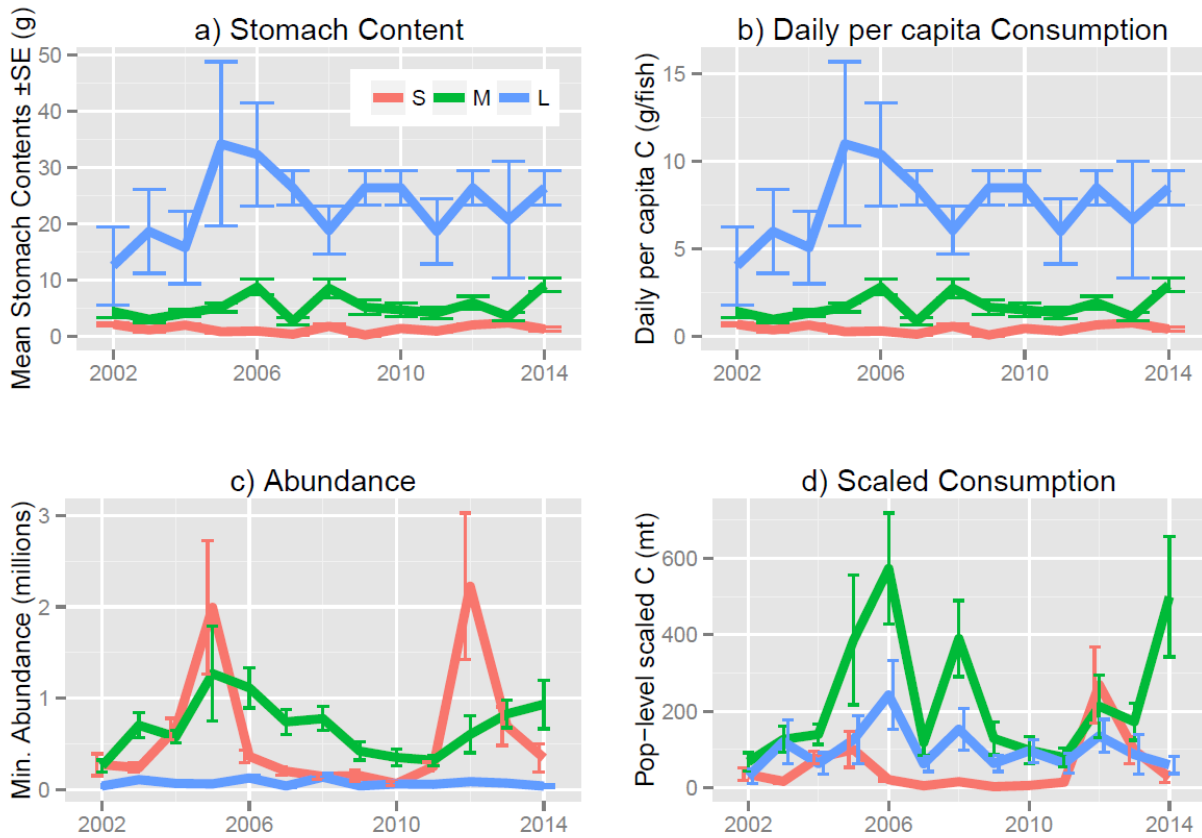 a) Stomach Content
Mean Stomach Contents ±SE (g)
50
40
30
20
10
0
S M L
2002 2006 2010 2014
b) Daily per capita Consumption
Daily per capita C (g/fish)
15
10
5
0
2002 2006 2010 2014
c) Abundance
Min. Abundance (millions)
3
2
1
0
2002 2006 2010 2014
d) Scaled Consumption
Pop−level scaled C (mt)
600
400
200
0
2002 2006 2010 2014